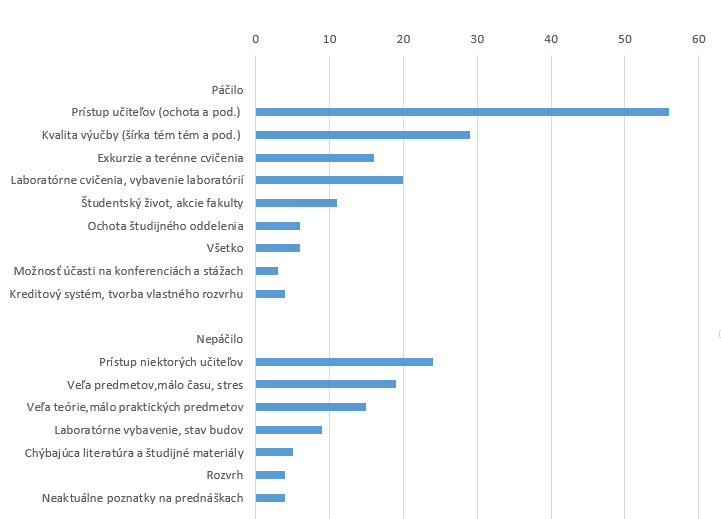 0 10 20 30 40 50 60
Páčilo
Prístup učiteľov (ochota a pod.)
Kvalita výučby (šírka tém tém a pod.)
Exkurzie a terénne cvičenia
Laboratórne cvičenia, vybavenie laboratórií
Študentský život, akcie fakulty
Ochota študijného oddelenia
Všetko
Možnosť účasti na konferenciách a stážach
Kreditový systém, tvorba vlastného rozvrhu
Nepáčilo
Prístup niektorých učiteľov
Veľa predmetov,málo času, stres
Veľa teórie,málo praktických predmetov
Laboratórne vybavenie, stav budov
Chýbajúca literatúra a študijné materiály
Rozvrh
Neaktuálne poznatky na prednáškach